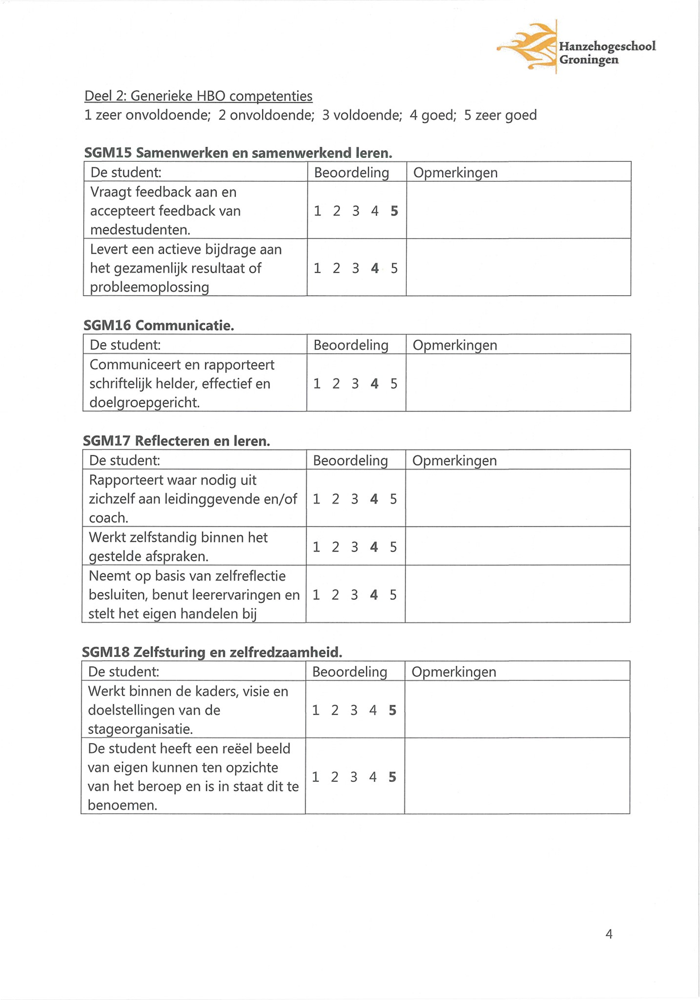 Hanzehogeschool
Groningen
Deel 2: Generieke HBO competenties
1 zeer onvoldoende; 2 onvoldoende; 3 voldoende; 4 goed; 5 zeer goed
SGM15 Samenwerken en samenwerkend leren.
De student: Beoordeling Opmerkingen
Vraagt feedback aan en
accepteert feedback van
medestudenten.
1 2 3 4 5
Levert een actieve bijdrage aan
het gezamenlijk resultaat of
probleemoplossing
1 2 3 4 5
SGM16 Communicatie.
De student: Beoordeling Opmerkingen
Communiceert en rapporteert
schriftelijk helder, effectief en
doelgroepgericht.
1 2 3 4 5
SGM17 Reflecteren en leren.
De student: Beoordeling Opmerkingen
Rapporteert waar nodig uit
zichzelf aan leidinggevende en/of
coach.
1 2 3 4 5
Werkt zelfstandig binnen het
gestelde afspraken.
1 2 3 4 5
Neemt op basis van zelfreflectie
besluiten, benut leerervaringen en
stelt het eigen handelen bij
1 2 3 4 5
SGM18 Zelfsturing en zelfredzaamheid.
De student: Beoordeling Opmerkingen
Werkt binnen de kaders, visie en
doelstellingen van de
stageorganisatie.
1 2 3 4 5
De student heeft een reëel beeld
van eigen kunnen ten opzichte
van het beroep en is in staat dit te
benoemen.
1 2 3 4 5
4